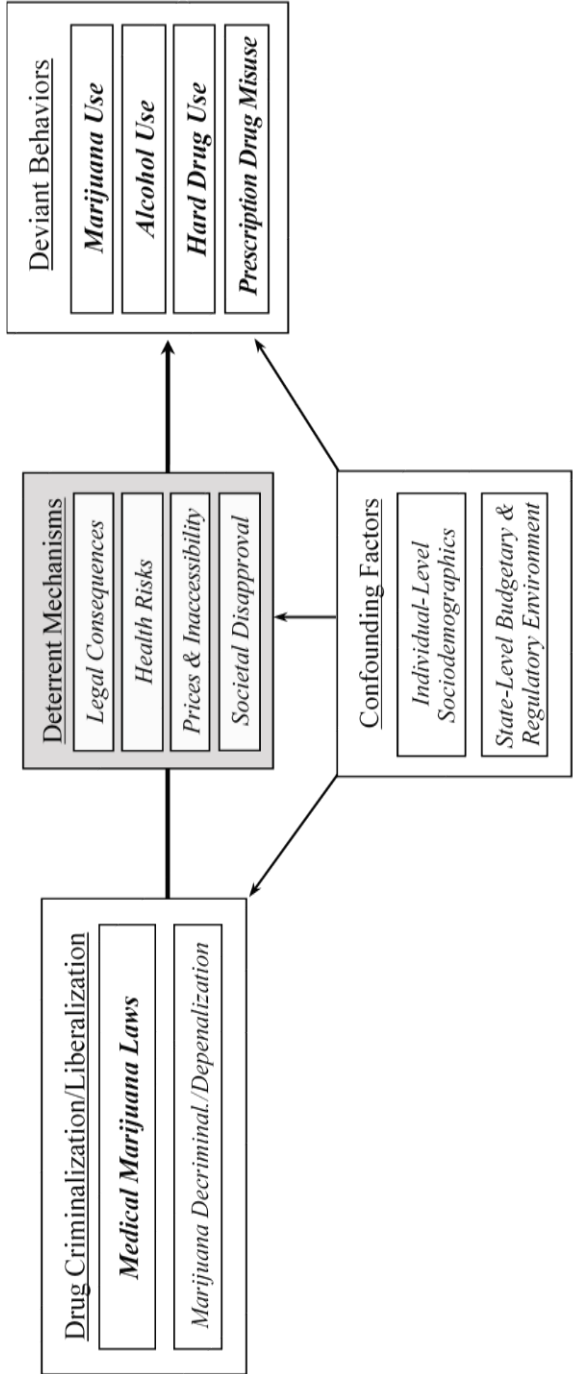 Drug Criminalization/Liberalization
Medical Marijuana Laws
Marijuana Decriminal./Depenalization
Deterrent Mechanisms
Legal Consequences
Health Risks
Prices & Inaccessibility
Societal Disapproval
Deviant Behaviors
Marijuana Use
Alcohol Use
Hard Drug Use
Prescription Drug Misuse
Confounding Factors
Individual-Level
Sociodemographics
State-Level Budgetary &
Regulatory Environment